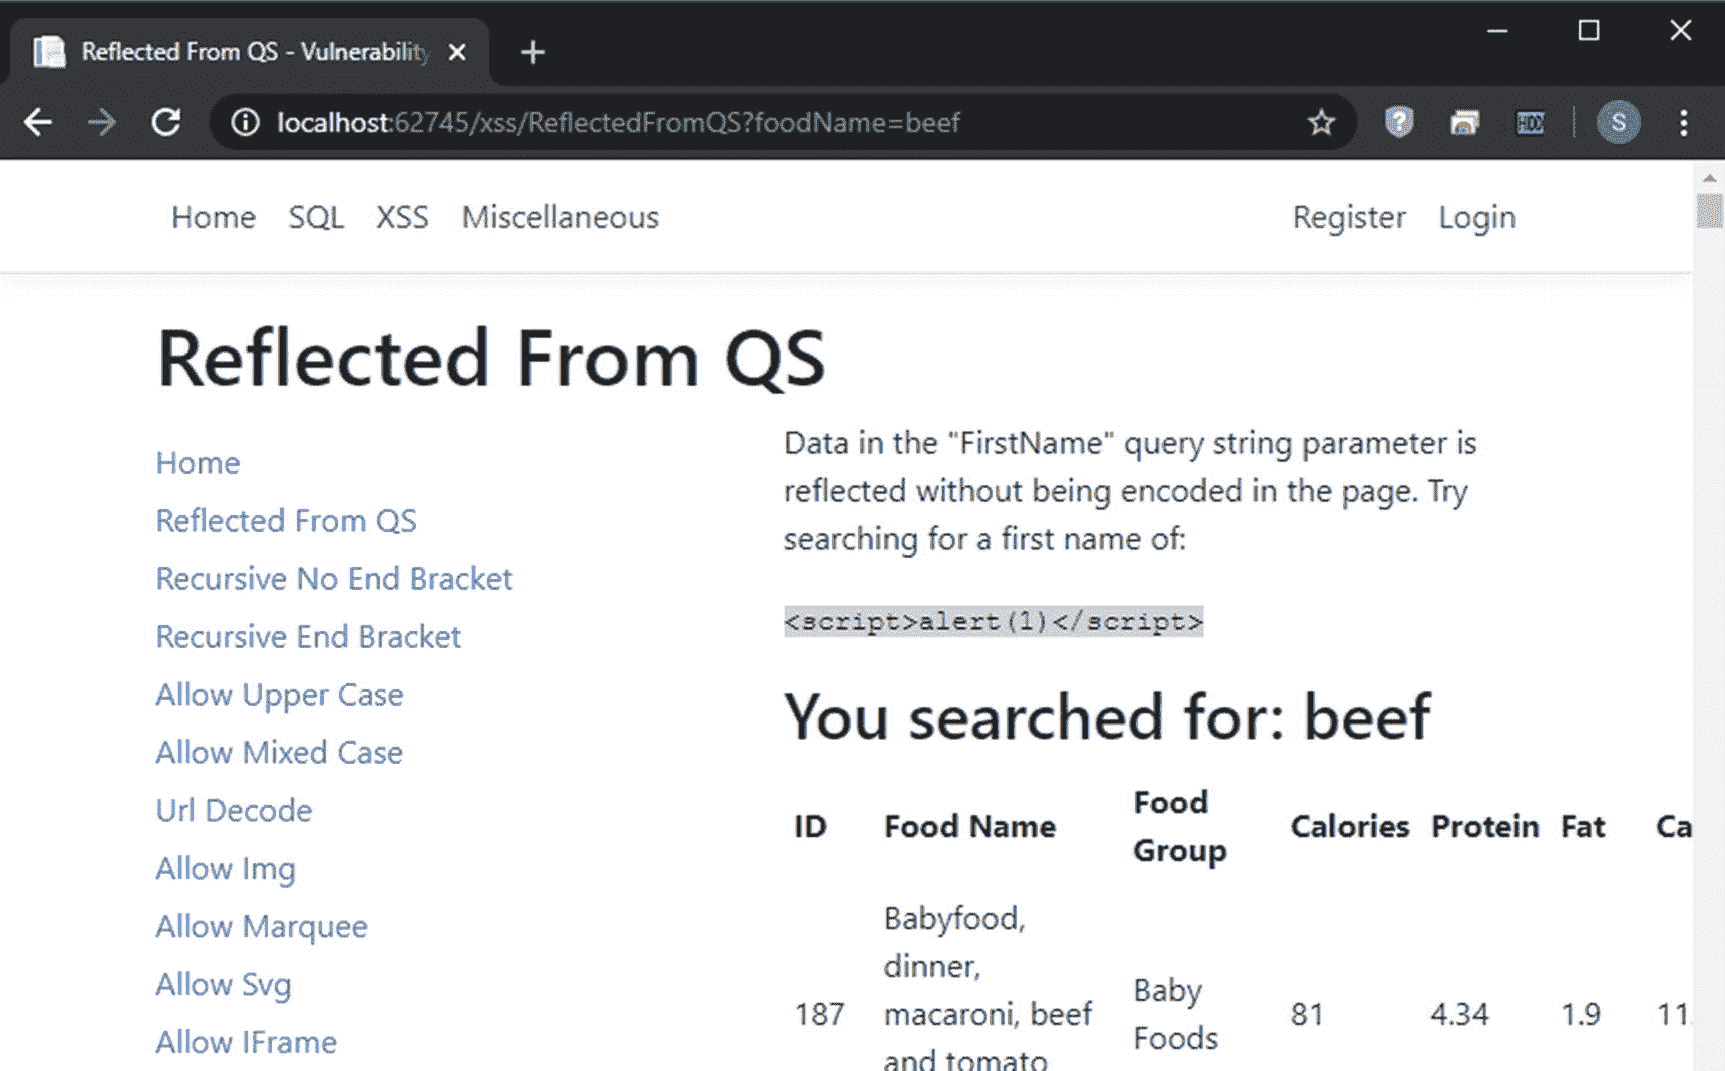 Reflected From QS - Vulnerability
localhost:62745/xss/ReflectedFromQS?foodName=beef
S
Home SQL XSS Miscellaneous Register Login
Reflected From QS
Home
Reflected From QS
Recursive No End Bracket
Recursive End Bracket
Allow Upper Case
Allow Mixed Case
Url Decode
Allow Img
Allow Marquee
Allow Svg
Allow IFrame
Data in the "FirstName" query string parameter is
reflected without being encoded in the page. Try
searching for a first name of:
<script>alert(1)</script>
You searched for: beef
ID Food Name Food Group Calories Protein Fat Ca
187 Babyfood, dinner, macaroni, beef and tomato Baby Foods 81 4.34 1.9 11.